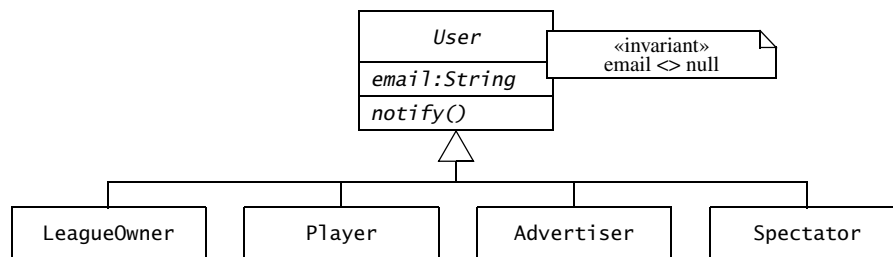 User
«invariant»
email <> null
email:String
notify()
LeagueOwner
Player
Advertiser
Spectator